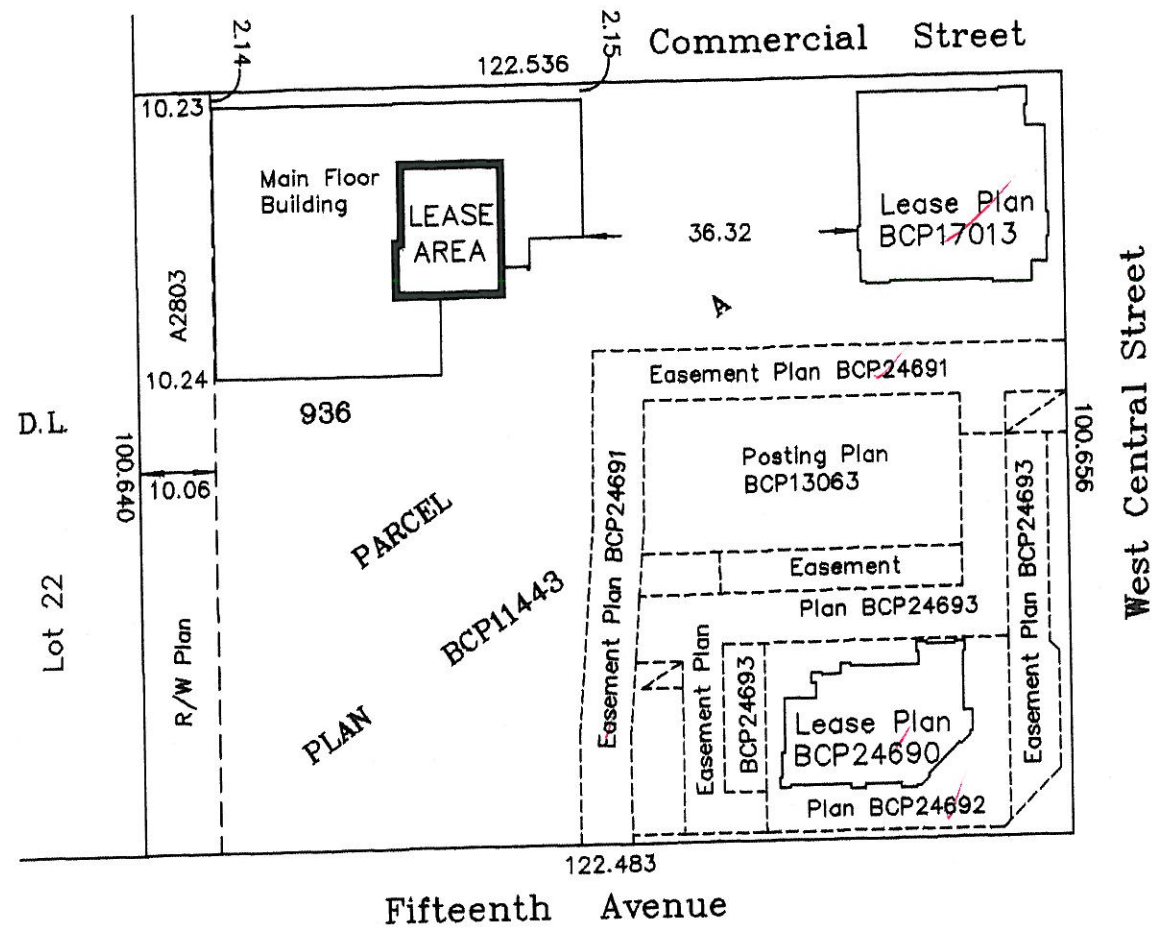 2.14
2.15
Commercial Street
122.536
10.23
Main Floor
Building
LEASE
AREA
Lease Plan
BCP17013
36.32
A2803
A
West Central Street
Easement Plan BCP24691
10.24
936
D.L.
100.640
10.06
100.656
Posting Plan
BCP13063
Easement Plan BCP24691
Easement Plan BCP24693
PARCEL
Easement
Plan BCP24693
BCP11443
Lot 22
R/W Plan
Easement Plan
BCP24693
PLAN
Lease Plan
BCP24690
Plan BCP24692
122.483
Fifteenth Avenue